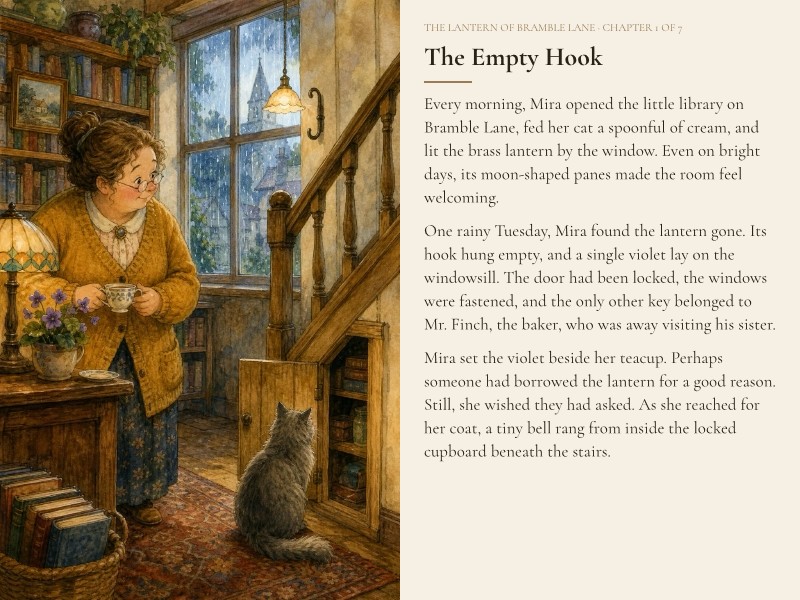 THE LANTERN OF BRAMBLE LANE · CHAPTER 1 OF 7
The Empty Hook
Every morning, Mira opened the little library on
Bramble Lane, fed her cat a spoonful of cream, and
lit the brass lantern by the window. Even on bright
days, its moon-shaped panes made the room feel
welcoming.
One rainy Tuesday, Mira found the lantern gone. Its
hook hung empty, and a single violet lay on the
windowsill. The door had been locked, the windows
were fastened, and the only other key belonged to
Mr. Finch, the baker, who was away visiting his sister.
Mira set the violet beside her teacup. Perhaps
someone had borrowed the lantern for a good reason.
Still, she wished they had asked. As she reached for
her coat, a tiny bell rang from inside the locked
cupboard beneath the stairs.